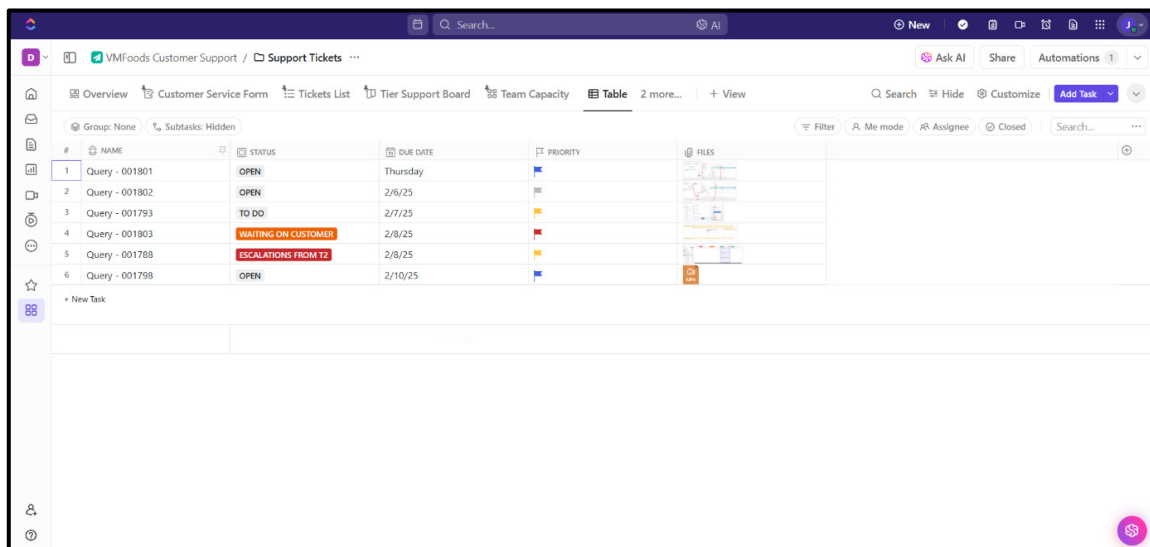 Search... AI New J
D VMFoods Customer Support / Support Tickets ... Ask AI Share Automations 1
Overview Customer Service Form Tickets List Tier Support Board Team Capacity Table 2 more... + View Search Hide Customize Add Task
Group: None Subtasks: Hidden Filter Me mode Assignee Closed Search... ...
# NAME STATUS DUE DATE PRIORITY FILES
1 Query - 001801 OPEN Thursday
2 Query - 001802 OPEN 2/6/25
3 Query - 001793 TO DO 2/7/25
4 Query - 001803 WAITING ON CUSTOMER 2/8/25
5 Query - 001788 ESCALATIONS FROM T2 2/8/25
6 Query - 001798 OPEN 2/10/25
+ New Task